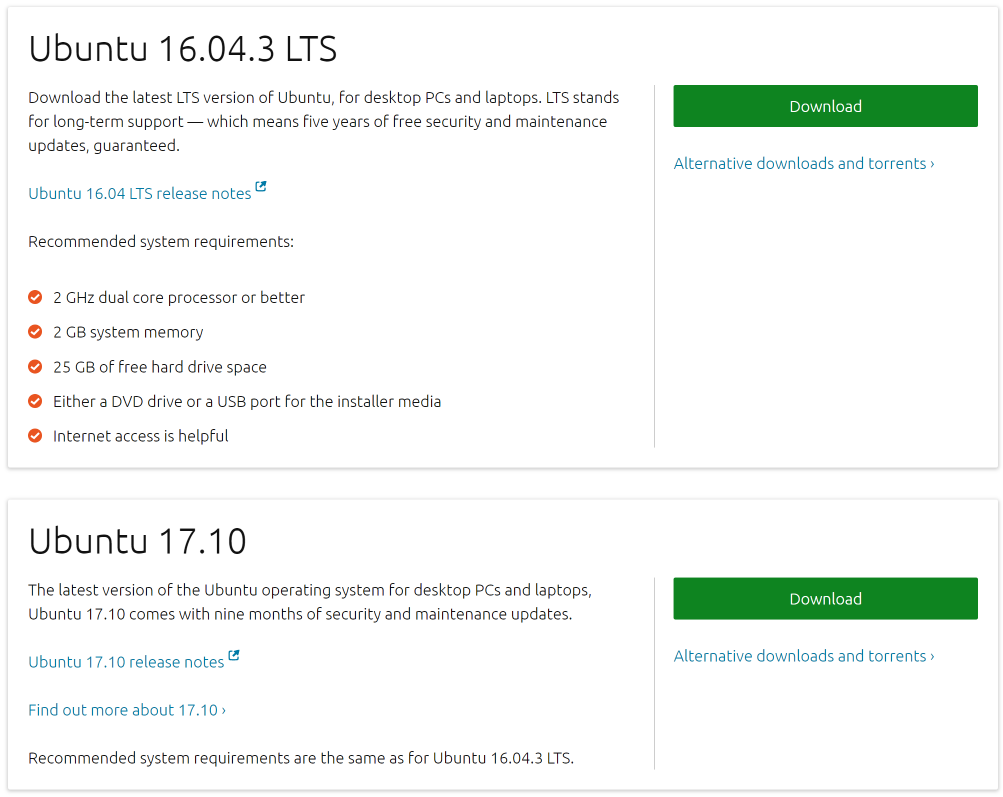 Ubuntu 16.04.3 LTS
Download the latest LTS version of Ubuntu, for desktop PCs and laptops. LTS stands
for long-term support — which means five years of free security and maintenance
updates, guaranteed.
Ubuntu 16.04 LTS release notes
Recommended system requirements:
2 GHz dual core processor or better
2 GB system memory
25 GB of free hard drive space
Either a DVD drive or a USB port for the installer media
Internet access is helpful
Download
Alternative downloads and torrents ›
Ubuntu 17.10
The latest version of the Ubuntu operating system for desktop PCs and laptops,
Ubuntu 17.10 comes with nine months of security and maintenance updates.
Ubuntu 17.10 release notes
Find out more about 17.10 ›
Recommended system requirements are the same as for Ubuntu 16.04.3 LTS.
Download
Alternative downloads and torrents ›